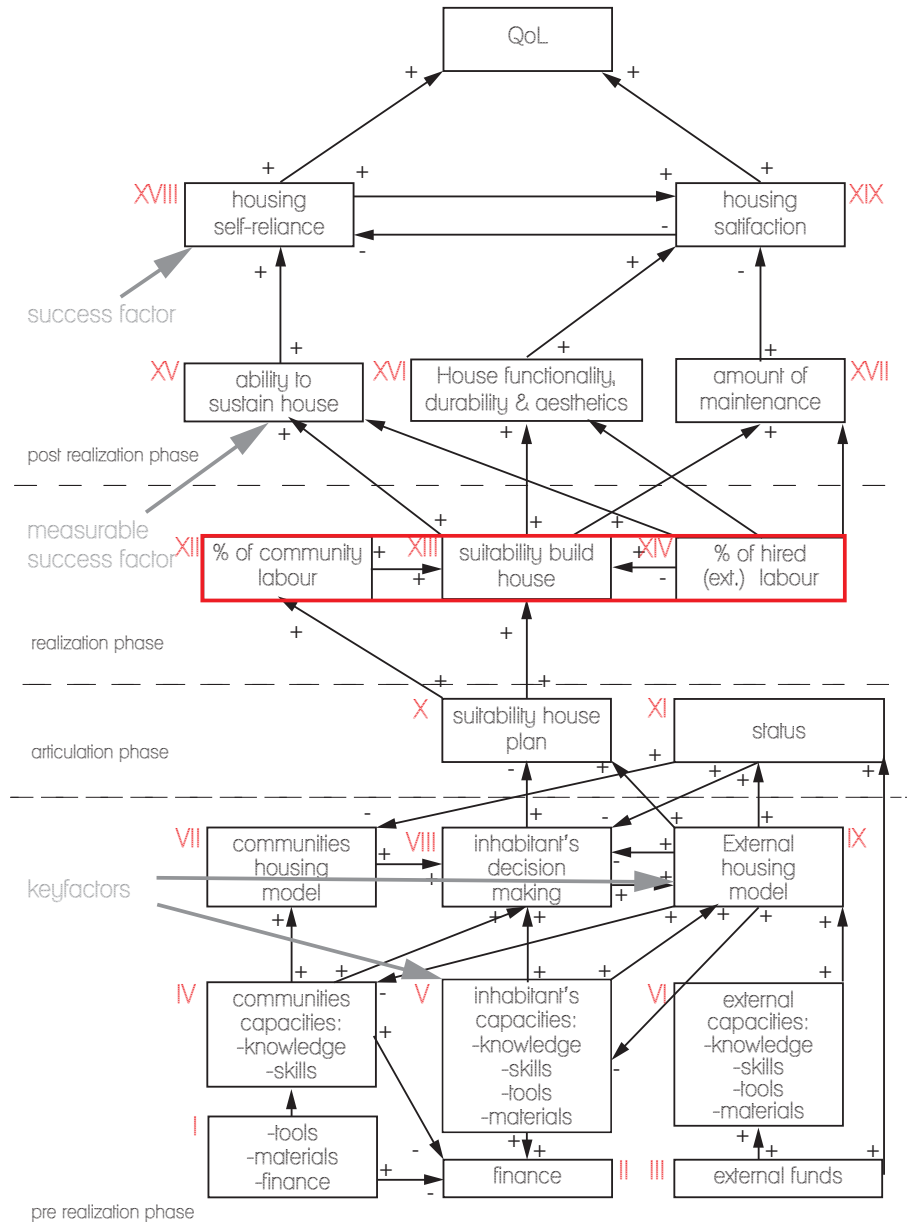 QoL
+ +
+ +
XVIII
housing
self-reliance
+ +
- -
housing
satifaction
XIX
success factor
+ + -
+ + +
XV
ability to
sustain house
XVI
House functionality,
durability & aesthetics
amount of
maintenance
XVII
post realization phase
+ + +
measurable
success factor
+ + +
XII
% of community
labour
+ +
XIII
suitability build
house
+ -
XIV
% of hired
(ext.) labour
realization phase
+ +
+ +
X
suitability house
plan
XI
status
articulation phase
- + + + + +
- + - + +
VII
communities
housing
model
+ +
VIII
inhabitant's
decision
making
+ -
+ +
External
housing
model
IX
keyfactors
+ + + + + + +
+ + + + +
IV
communities
capacities:
-knowledge
-skills
-
+
V
inhabitant's
capacities:
-knowledge
-skills
-tools
-materials
-
VI
external
capacities:
-knowledge
-skills
-tools
-materials
I
-tools
-materials
-finance
+ -
- + +
finance
II
+ + +
III
external funds
pre realization phase